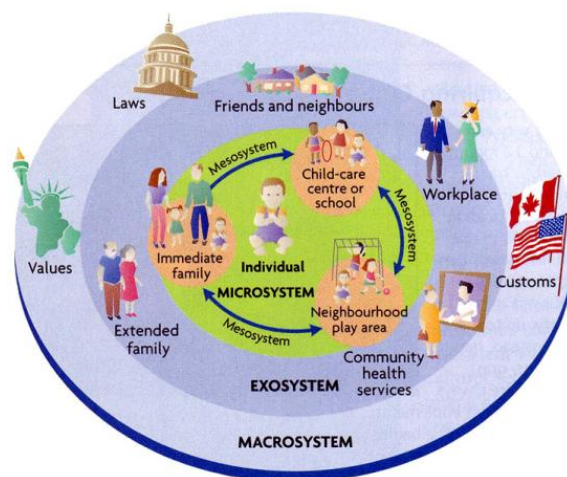 Laws
Friends and neighbours
Mesosystem
Child-care
centre or
school
Workplace
Mesosystem
Values
Immediate
family
Individual
MICROSYSTEM
Customs
Extended
family
Mesosystem
Neighbourhood
play area
Community
health
services
EXOSYSTEM
MACROSYSTEM